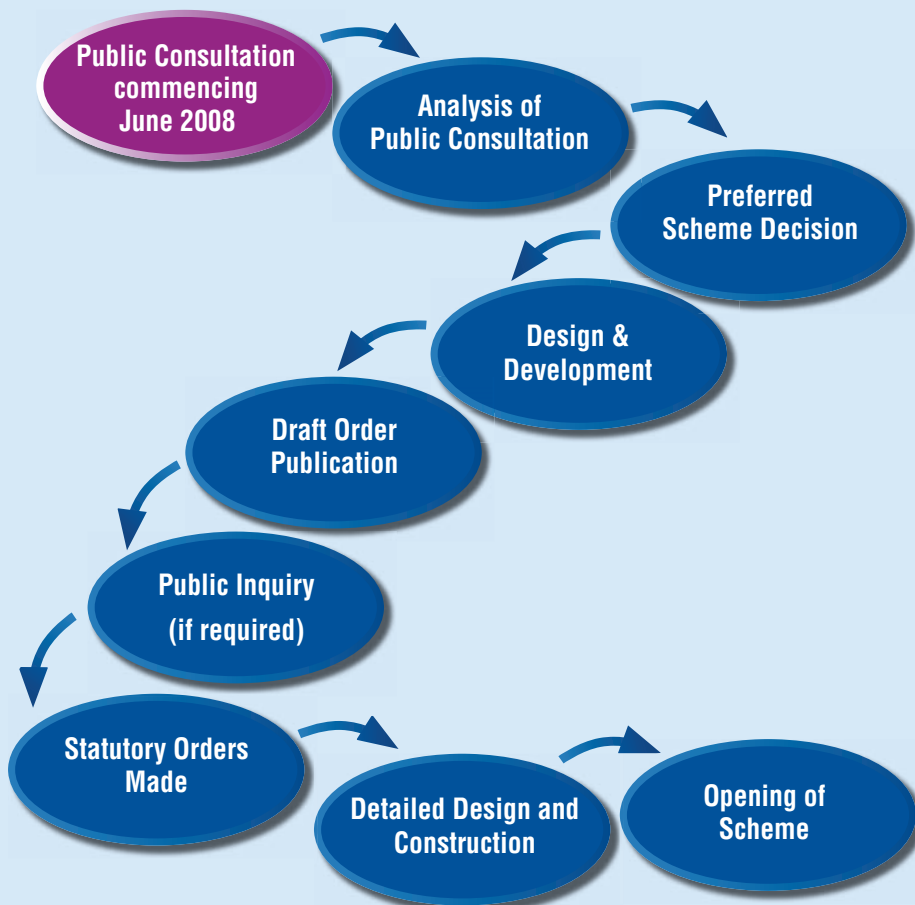 Public Consultation
commencing
June 2008
Analysis of
Public Consultation
Preferred
Scheme Decision
Design &
Development
Draft Order
Publication
Public Inquiry
(if required)
Statutory Orders
Made
Detailed Design and
Construction
Opening of
Scheme